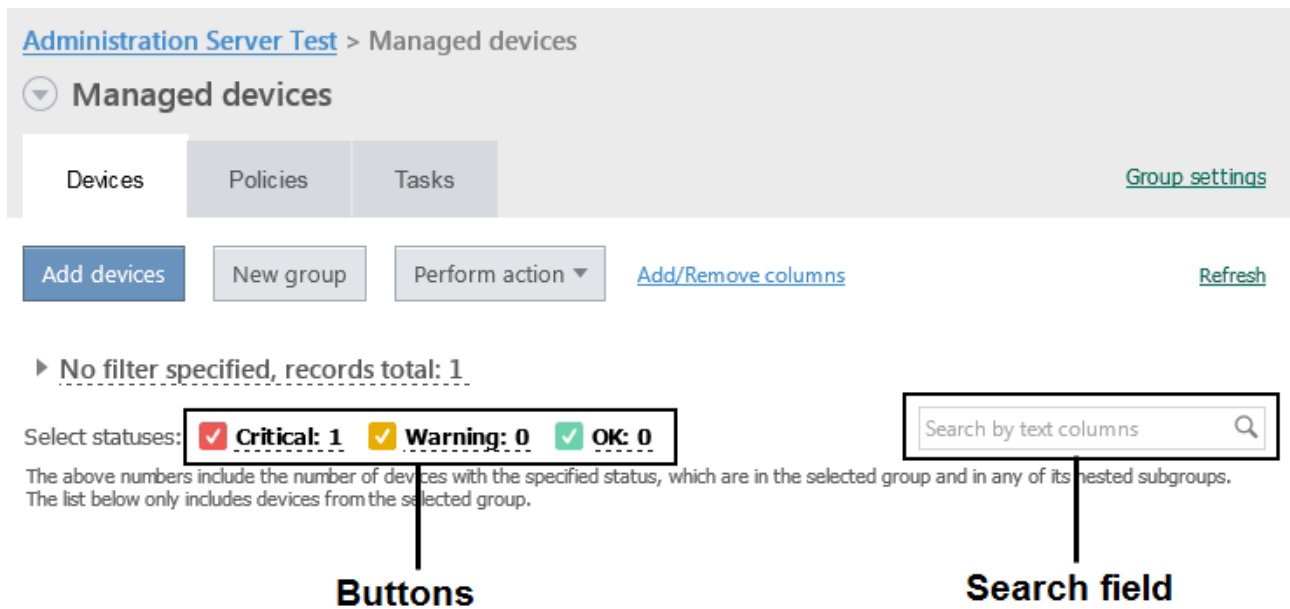 Administration Server Test > Managed devices
Managed devices
Devices Policies Tasks Group settings
Add devices New group Perform action Add/Remove columns Refresh
No filter specified, records total: 1
Select statuses: Critical: 1 Warning: 0 OK: 0 Search by text columns
The above numbers include the number of devices with the specified status, which are in the selected group and in any of its nested subgroups.
The list below only includes devices from the selected group.
Buttons Search field